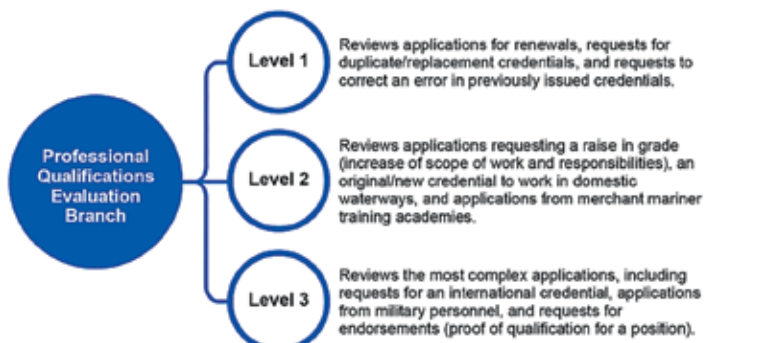 Professional
Qualifications
Evaluation
Branch
Level 1
Reviews applications for renewals, requests for
duplicate/replacement credentials, and requests to
correct an error in previously issued credentials.
Level 2
Reviews applications requesting a raise in grade
(increase of scope of work and responsibilities), an
original/new credential to work in domestic
waterways, and applications from merchant mariner
training academies.
Level 3
Reviews the most complex applications, including
requests for an international credential, applications
from military personnel, and requests for
endorsements (proof of qualification for a position).